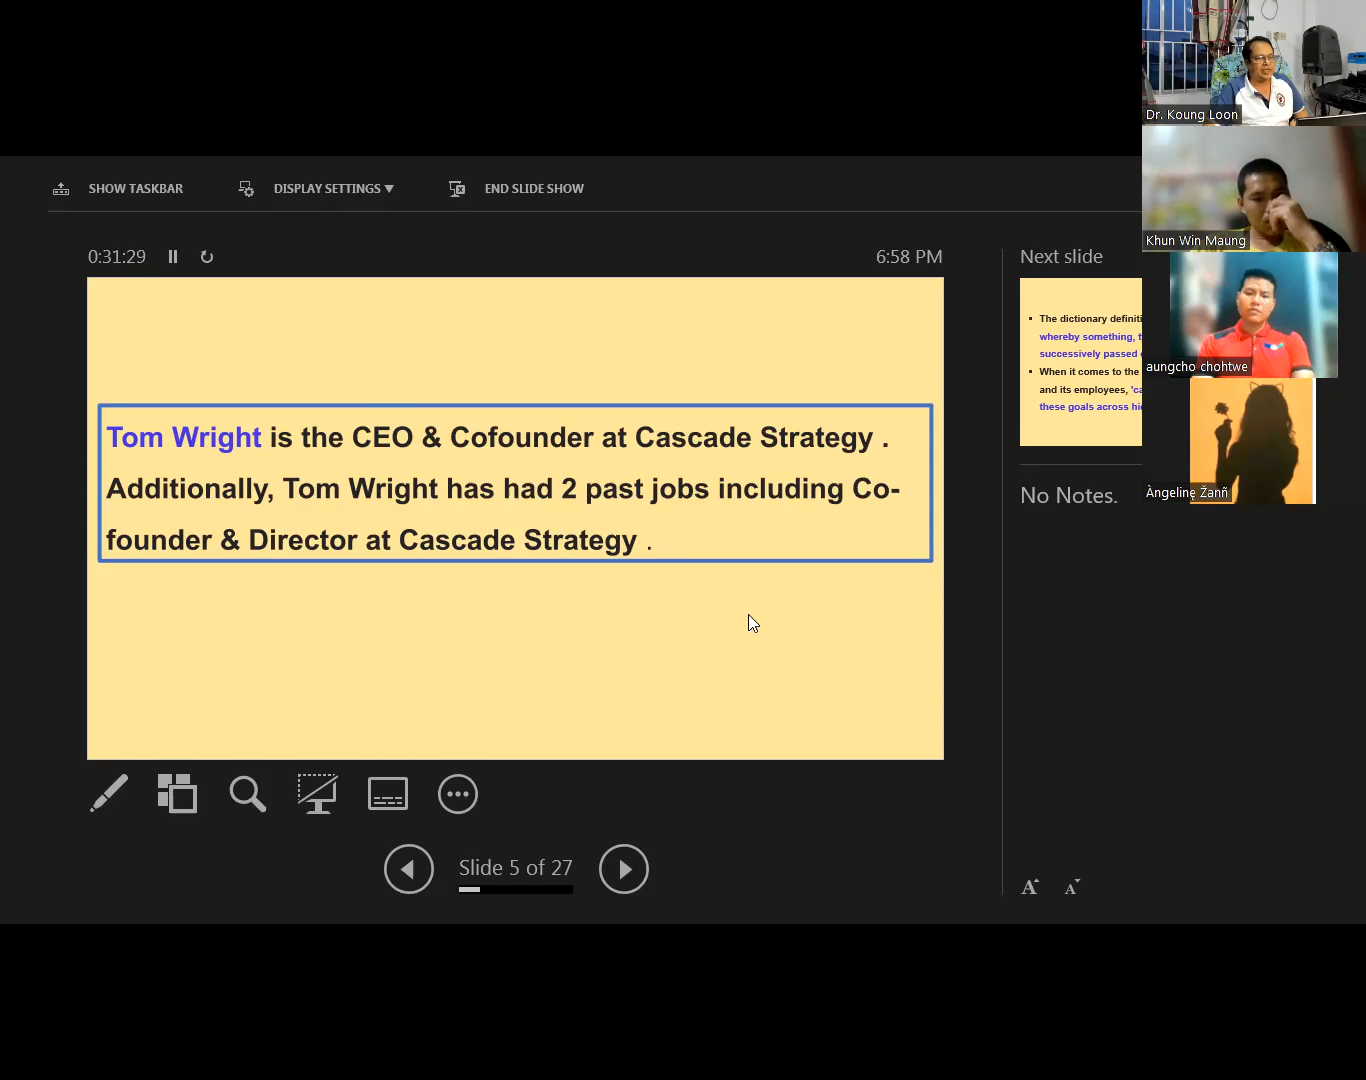 SHOW TASKBAR
DISPLAY SETTINGS
END SLIDE SHOW
0:31:29
6:58 PM
Tom Wright is the CEO & Cofounder at Cascade Strategy .
Additionally, Tom Wright has had 2 past jobs including Co-
founder & Director at Cascade Strategy .
Slide 5 of 27
Next slide
The dictionary definiti
whereby something,
successively passed
When it comes to the
and its employees,
these goals across
No Notes.
A A
Dr. Koung Loon
Khun Win Maung
aungcho chohtwe
Àngelinę Žanñ